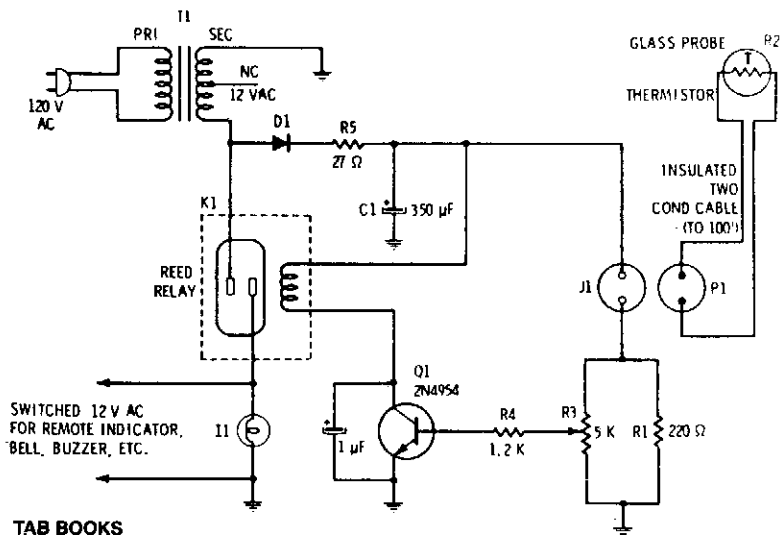 T1
PRI
SEC
NC
12 VAC
120 V
AC
D1
R5
27 Ω
C1
350 μF
K1
REED
RELAY
GLASS PROBE
R2
T
THERMISTOR
INSULATED
TWO
COND CABLE
(TO 100')
J1
P1
Q1
2N4954
SWITCHED 12 V AC
FOR REMOTE INDICATOR,
BELL, BUZZER, ETC.
I1
1 μF
R4
1.2 K
R3
5 K
R1
220 Ω
TAB BOOKS